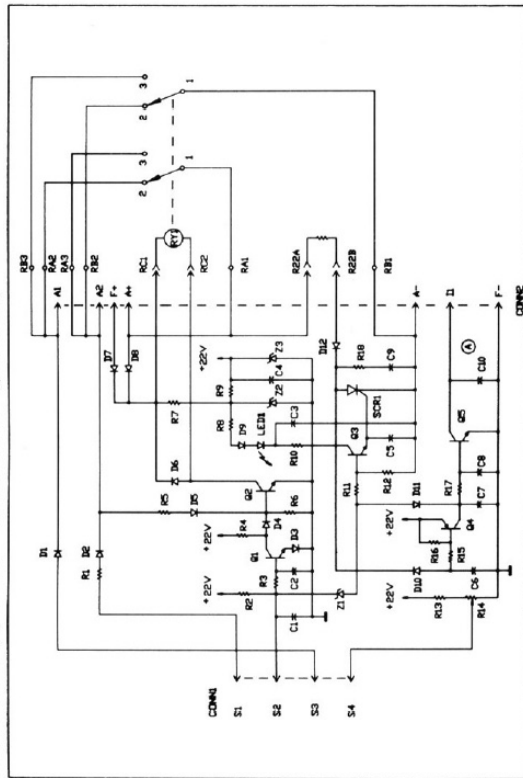 RB3
D1
RA2
A1
3
RA3
2
1
R1
D2
RB2
A2
3
D7
F+
2
1
D8
A+
R5
R7
RC1
D6
D5
RY1
RC2
CONN1
+22V
+22V
R4
Q2
S1
R2
Q1
D4
R8
R9
+22V
RA1
R3
D9
S2
C2
D3
R6
LED1
Z2
C4
Z3
C1
R10
C3
R22A
S3
Z1
R11
Q3
D12
R22B
S4
R12
C5
SCR1
R18
RB1
+22V
D10
+22V
D11
C9
A-
R13
R16
R15
Q4
R17
Q5
I1
C6
C7
C8
A
R14
C10
F-
CONN2